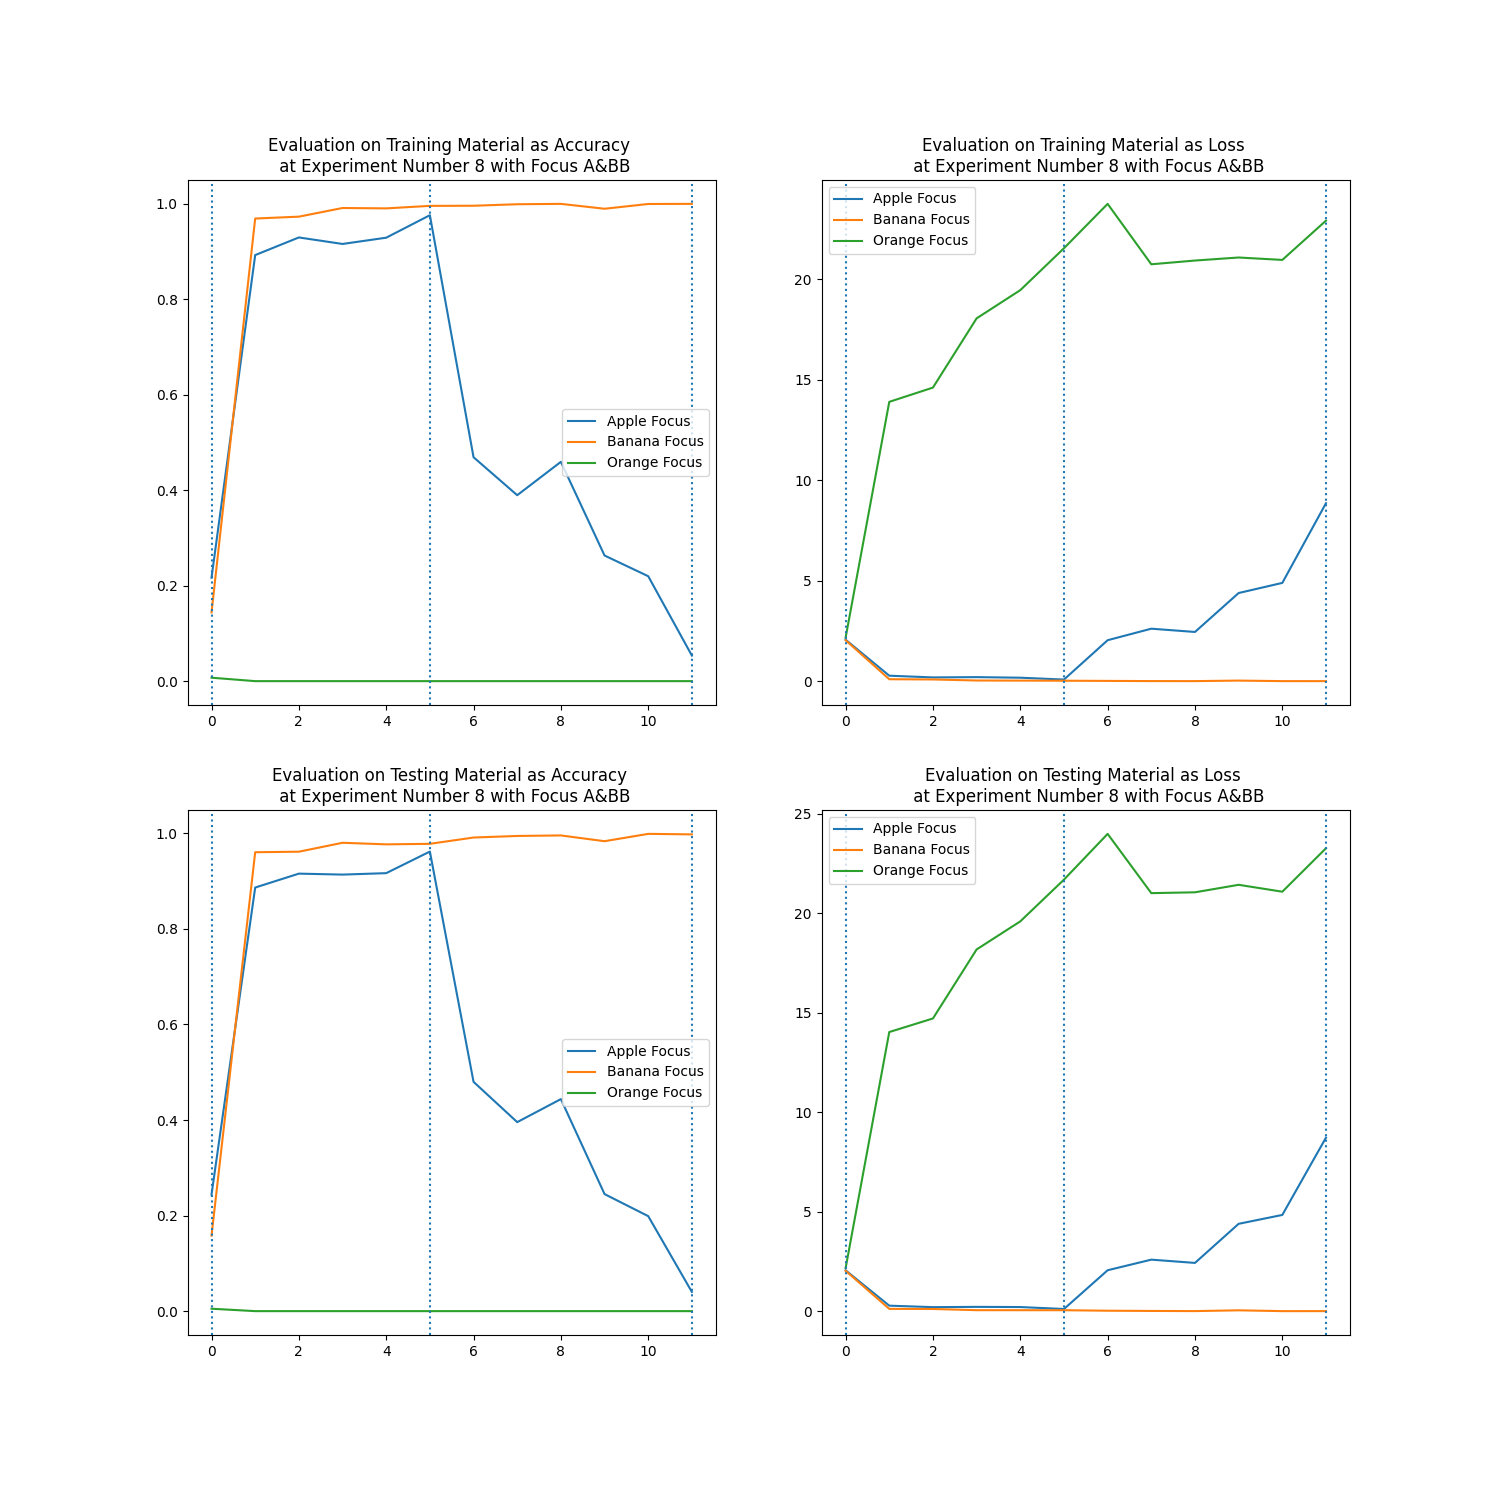 Evaluation on Training Material as Accuracy
at Experiment Number 8 with Focus A&BB
1.0
0.8
0.6
0.4
0.2
0.0
Apple Focus
Banana Focus
Orange Focus
0 2 4 6 8 10
Evaluation on Training Material as Loss
at Experiment Number 8 with Focus A&BB
Apple Focus
Banana Focus
Orange Focus
20
15
10
5
0
0 2 4 6 8 10
Evaluation on Testing Material as Accuracy
at Experiment Number 8 with Focus A&BB
1.0
0.8
0.6
0.4
0.2
0.0
Apple Focus
Banana Focus
Orange Focus
0 2 4 6 8 10
Evaluation on Testing Material as Loss
at Experiment Number 8 with Focus A&BB
25
Apple Focus
Banana Focus
Orange Focus
20
15
10
5
0
0 2 4 6 8 10